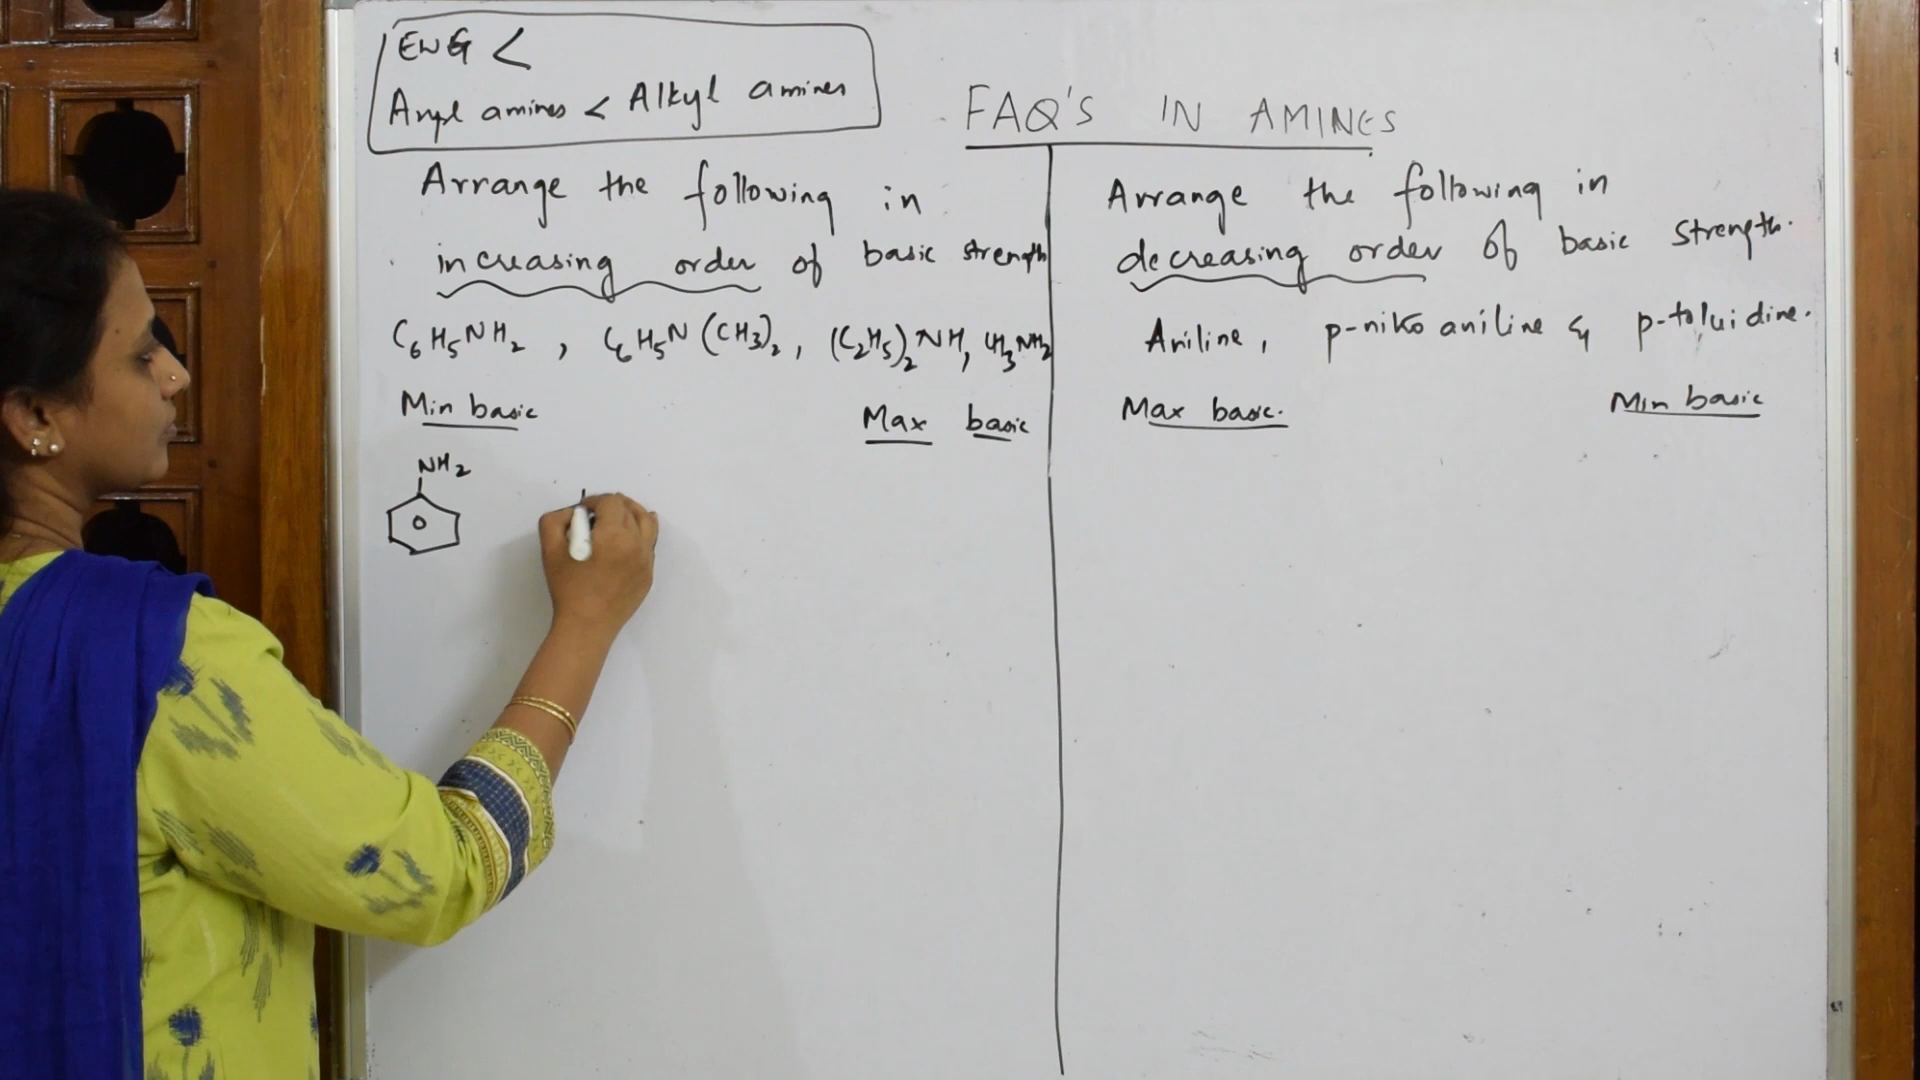 EWG <
Aryl amines < Alkyl amines
FAQ'S IN AMINES
Arrange the following in
increasing order of basic strength
C6H5NH2, C6H5N(CH3)2, (C2H5)2NH, CH3NH2
Min basic Max basic
NH2
Arrange the following in
decreasing order of basic strength.
Aniline, p-nitro aniline & p-toluidine.
Max basic. Min basic